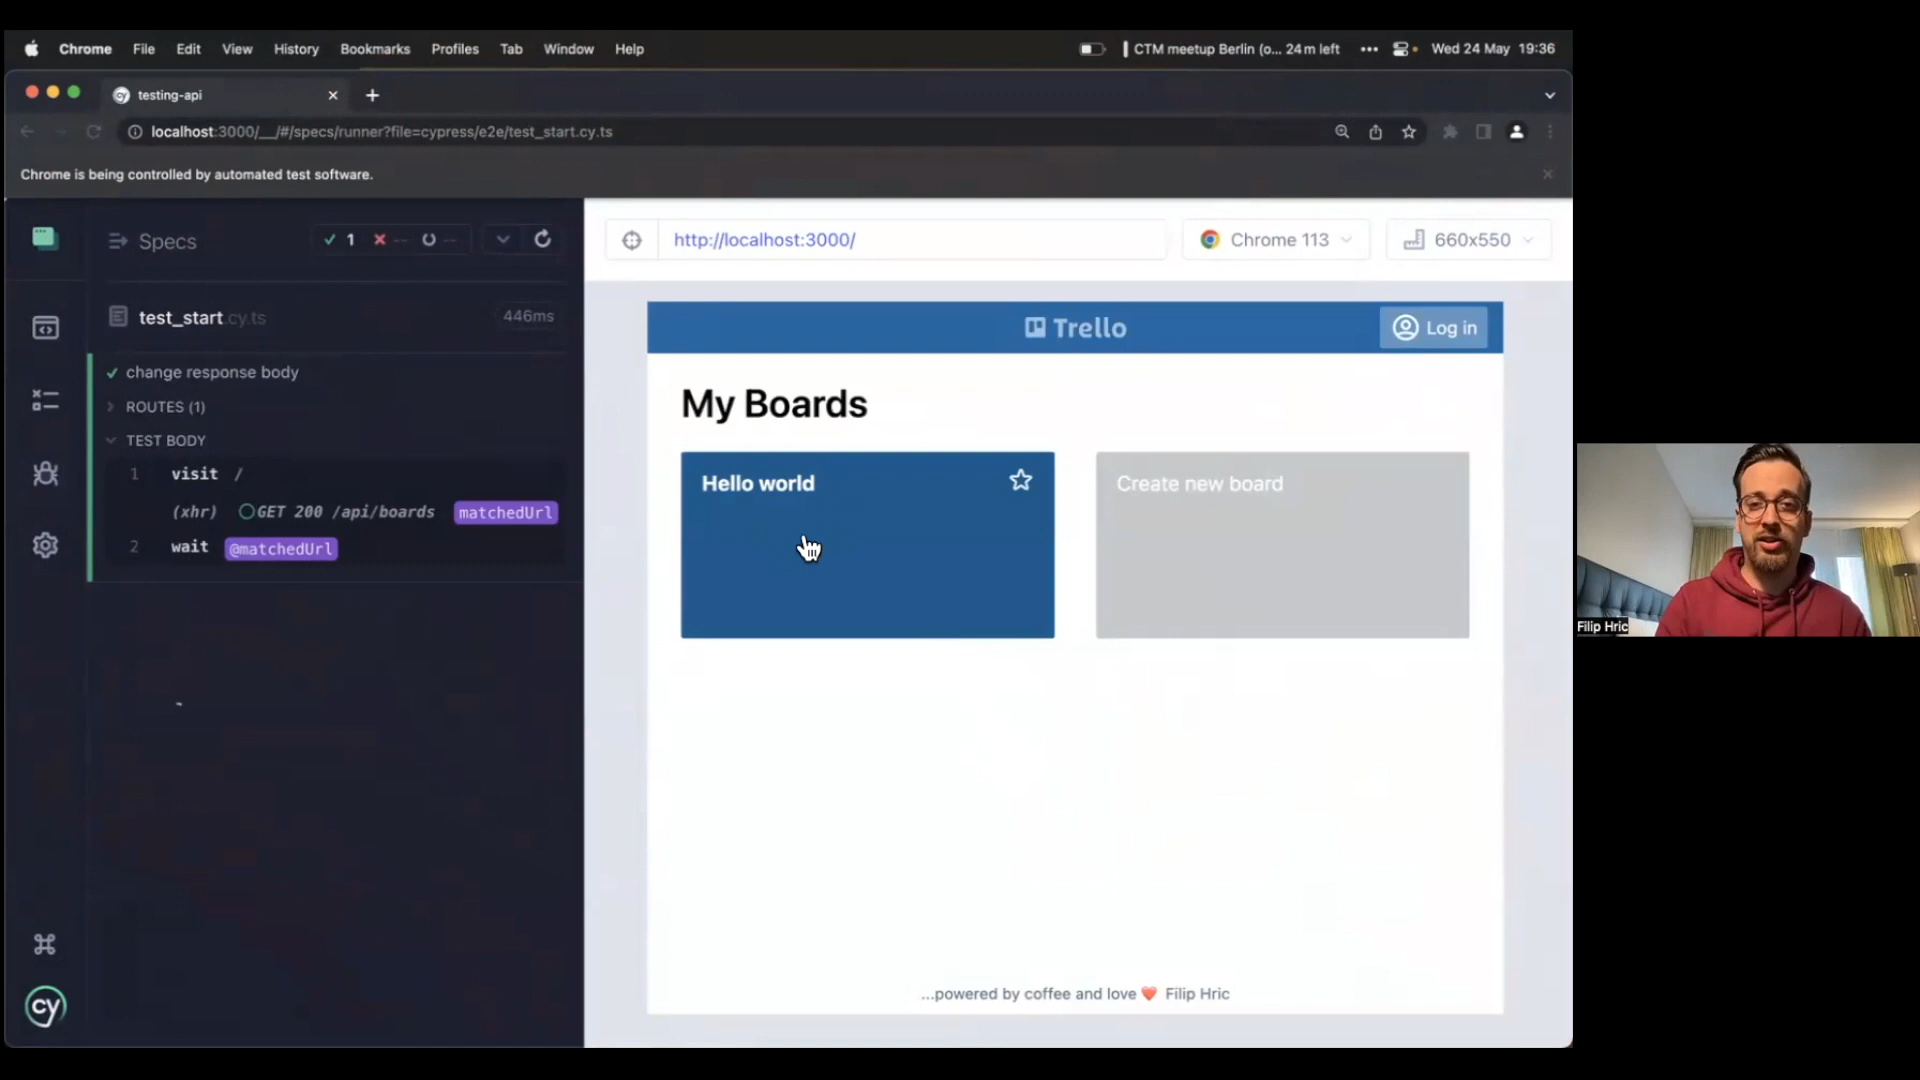 Chrome File Edit View History Bookmarks Profiles Tab Window Help
CTM meetup Berlin (o... 24 m left ••• Wed 24 May 19:36
testing-api
localhost:3000/__/#/specs/runner?file=cypress/e2e/test_start.cy.ts
Chrome is being controlled by automated test software.
Specs 1 -- --
http://localhost:3000/ Chrome 113 660x550
test_start.cy.ts 446ms
Trello Log in
change response body
ROUTES (1)
TEST BODY
1 visit /
(xhr) GET 200 /api/boards matchedUrl
2 wait @matchedUrl
My Boards
Hello world
Create new board
...powered by coffee and love ❤️ Filip Hric
cy
Filip Hric